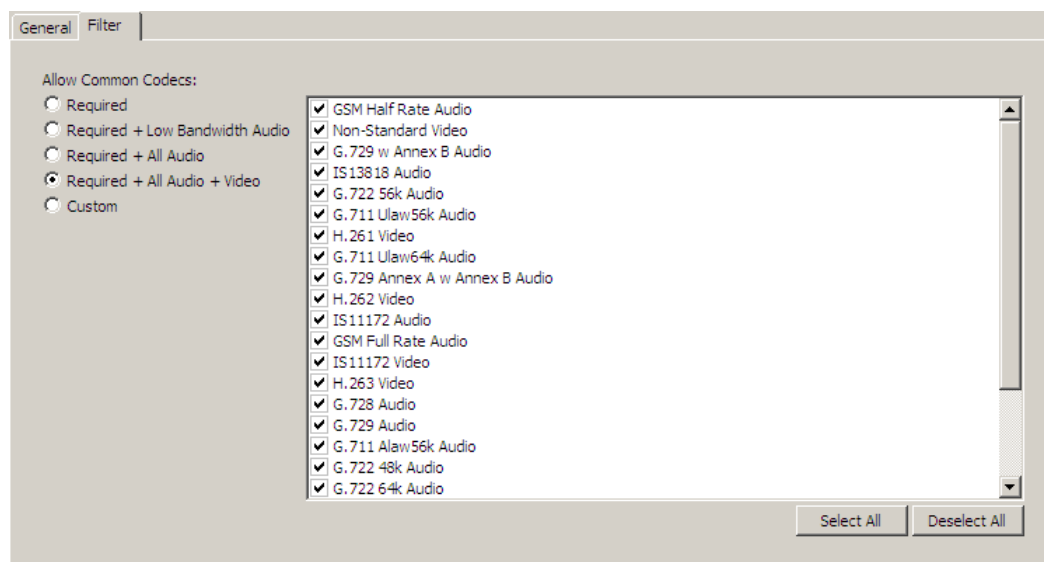 General Filter
Allow Common Codecs:
Required
Required + Low Bandwidth Audio
Required + All Audio
Required + All Audio + Video
Custom
GSM Half Rate Audio
Non-Standard Video
G.729 w Annex B Audio
IS13818 Audio
G.722 56k Audio
G.711 Ulaw56k Audio
H.261 Video
G.711 Ulaw64k Audio
G.729 Annex A w Annex B Audio
H.262 Video
IS11172 Audio
GSM Full Rate Audio
IS11172 Video
H.263 Video
G.728 Audio
G.729 Audio
G.711 Alaw56k Audio
G.722 48k Audio
G.722 64k Audio
Select All Deselect All